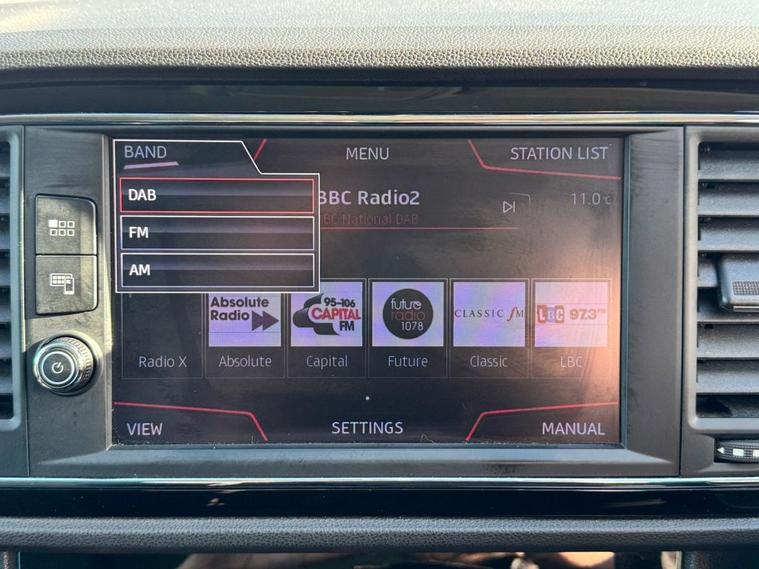 BAND
MENU
STATION LIST
DAB
FM
AM
BBC Radio2
BBC National DAB
11.0°C
Absolute
Radio
95-106
CAPITAL
FM
future
radio
107.8
CLASSIC fM
LBC 97.3 FM
Radio X
Absolute
Capital
Future
Classic
LBC
VIEW
SETTINGS
MANUAL